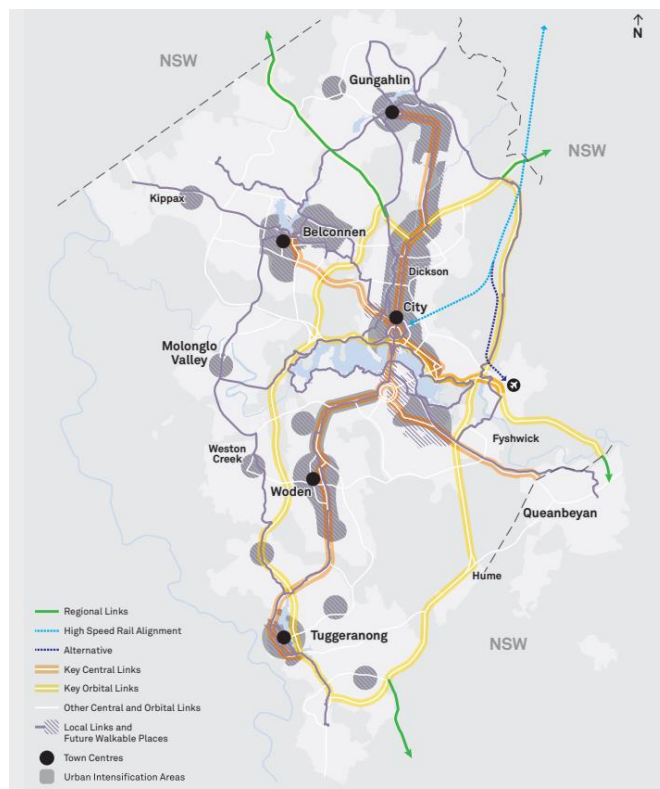 N
NSW
Gungahlin
NSW
Kippax
Belconnen
Dickson
City
Molonglo
Valley
Fyshwick
Weston
Creek
Woden
Queanbeyan
Hume
Tuggeranong
NSW
Regional Links
High Speed Rail Alignment
Alternative
Key Central Links
Key Orbital Links
Other Central and Orbital Links
Local Links and
Future Walkable Places
Town Centres
Urban Intensification Areas